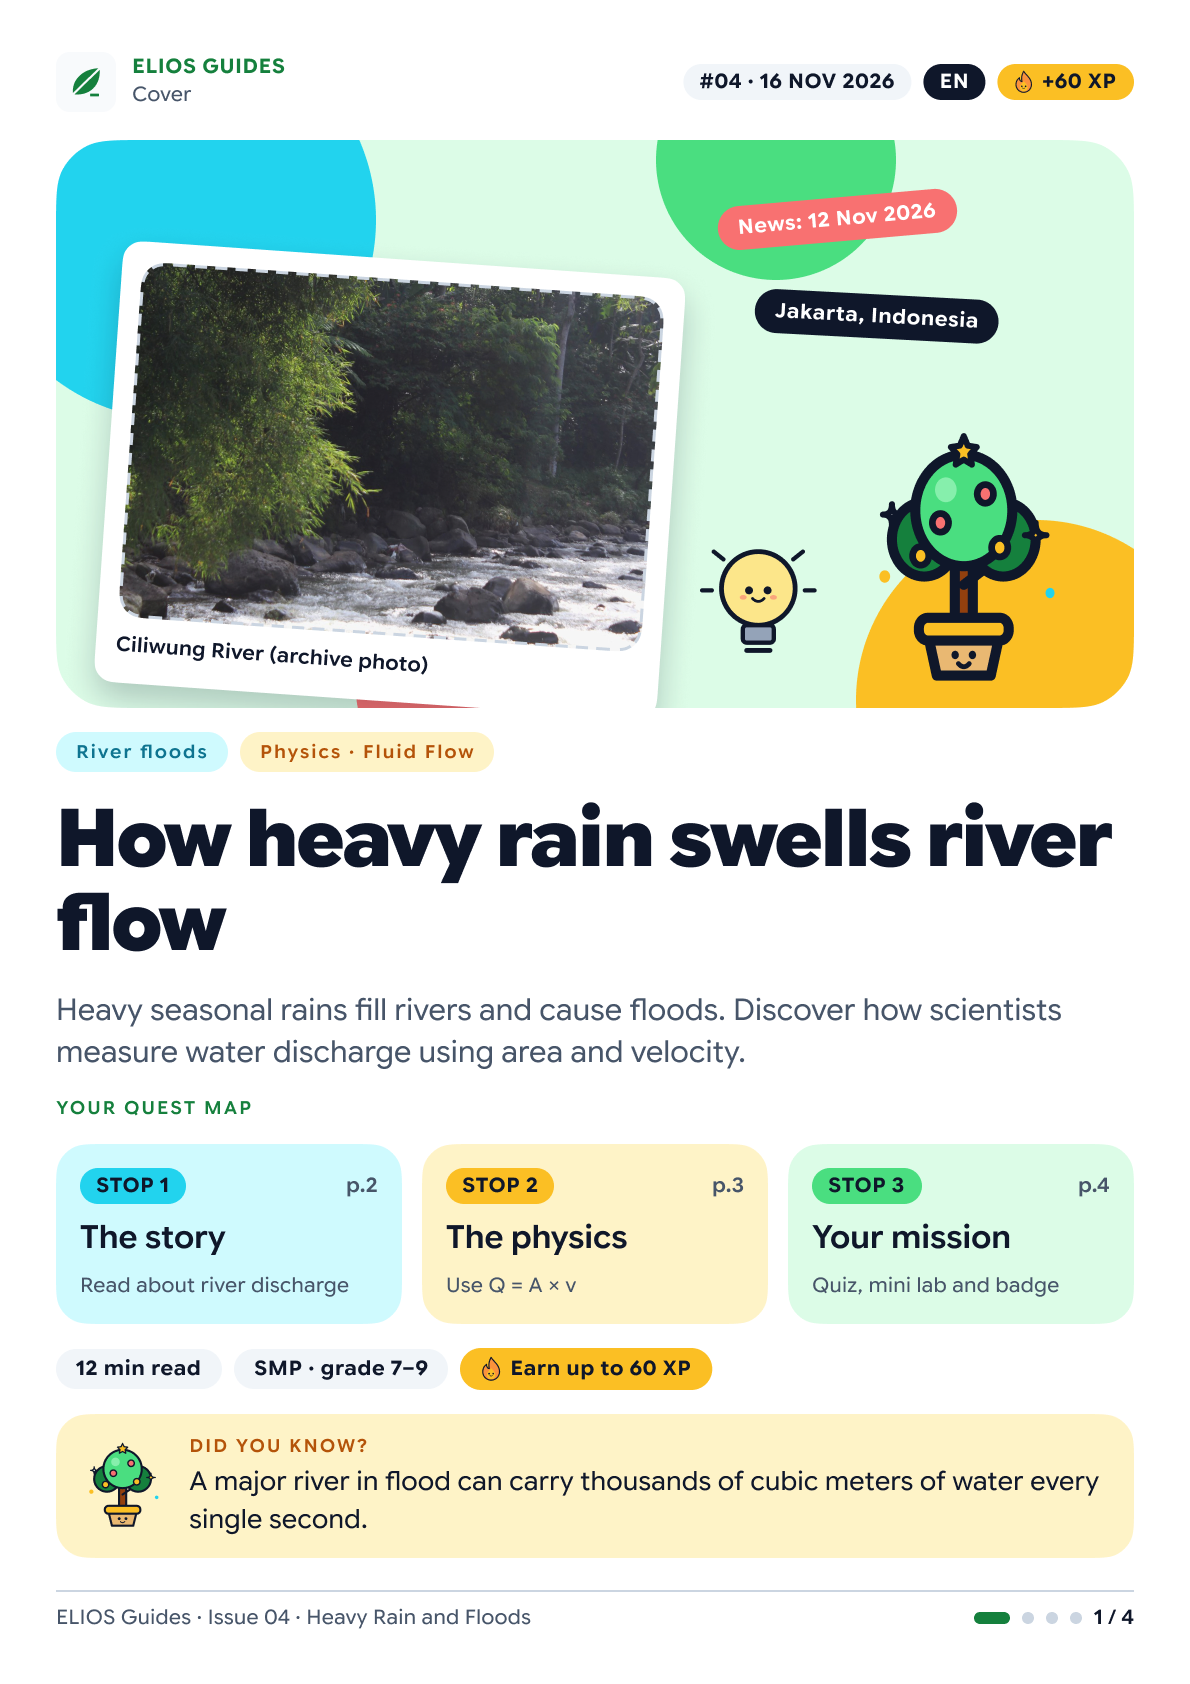 ELIOS GUIDES
Cover
#04 · 16 NOV 2026
EN
+60 XP
News: 12 Nov 2026
Jakarta, Indonesia
Ciliwung River (archive photo)
River floods
Physics · Fluid Flow
How heavy rain swells river
flow
Heavy seasonal rains fill rivers and cause floods. Discover how scientists
measure water discharge using area and velocity.
YOUR QUEST MAP
STOP 1
p.2
The story
Read about river discharge
STOP 2
p.3
The physics
Use Q = A × v
STOP 3
p.4
Your mission
Quiz, mini lab and badge
12 min read
SMP · grade 7–9
Earn up to 60 XP
DID YOU KNOW?
A major river in flood can carry thousands of cubic meters of water every
single second.
ELIOS Guides · Issue 04 · Heavy Rain and Floods
1 / 4